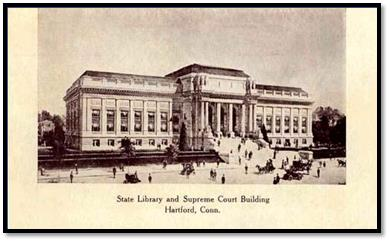 State Library and Supreme Court Building
Hartford, Conn.